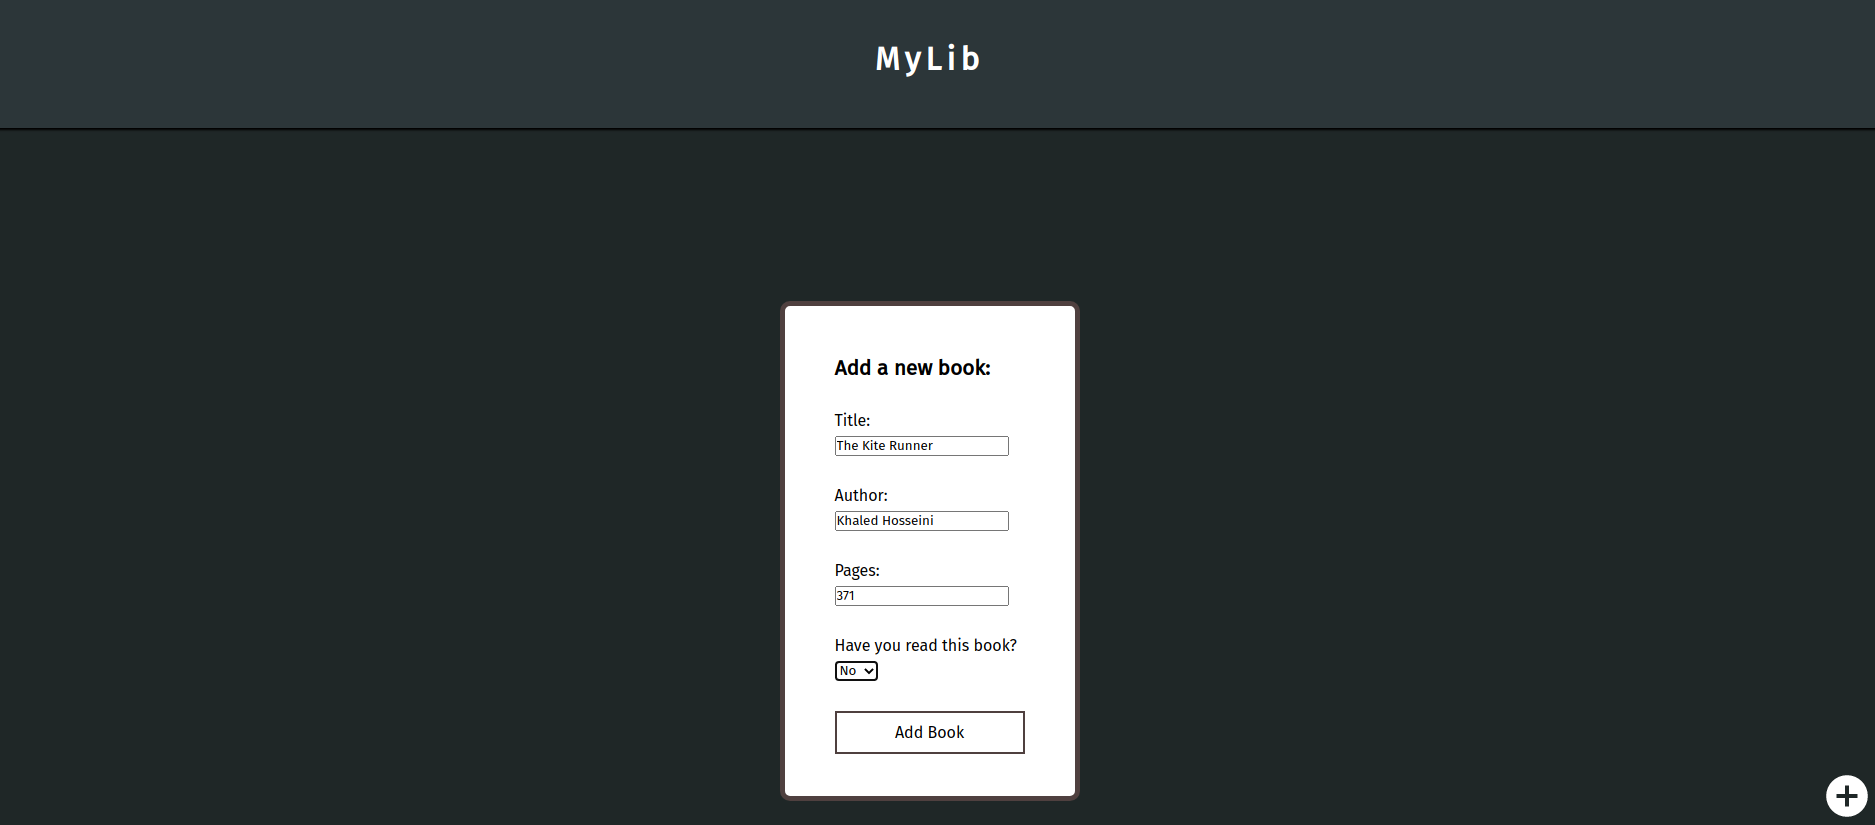 MyLib
Add a new book:
Title:
The Kite Runner
Author:
Khaled Hosseini
Pages:
371
Have you read this book?
No
Add Book